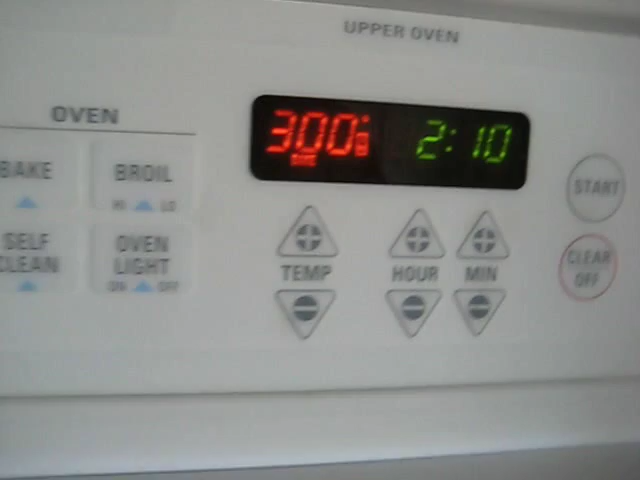 UPPER OVEN
OVEN
300 2:10
BAKE BROIL
HI LO
START
SELF CLEAN OVEN LIGHT
ON OFF
TEMP HOUR MIN
CLEAR OFF